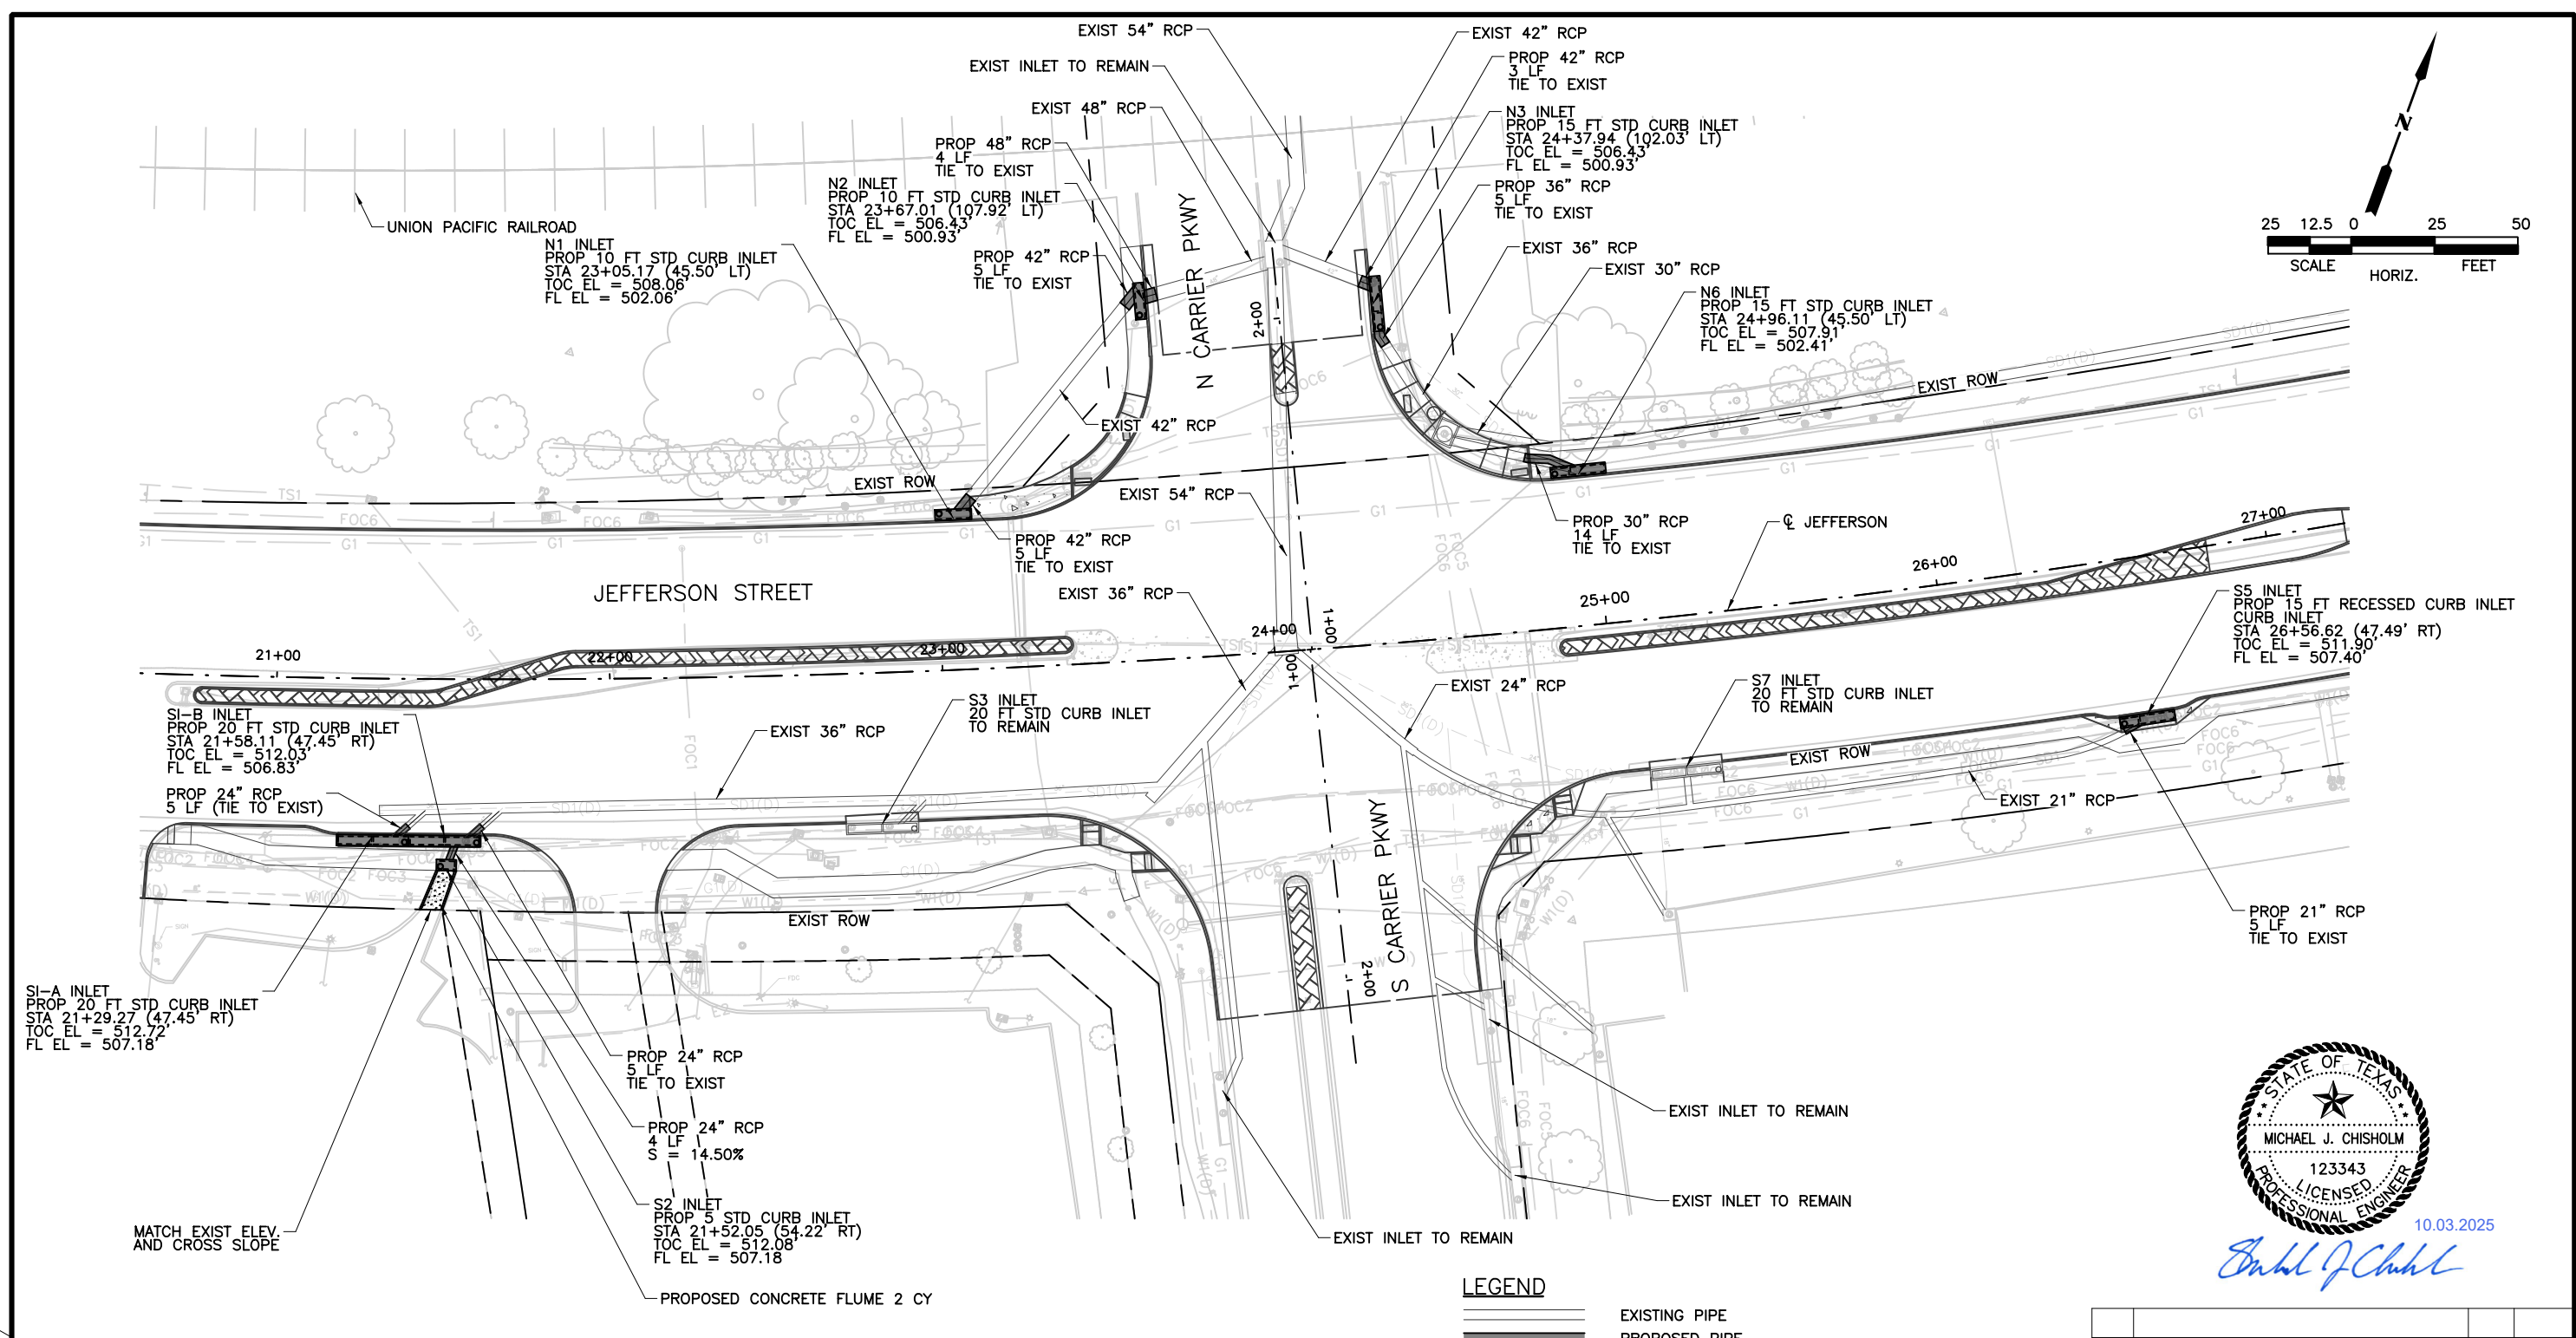 EXIST 54" RCP
EXIST INLET TO REMAIN
EXIST 48" RCP
PROP 48" RCP
4 LF
TIE TO EXIST
N2 INLET
PROP 10 FT STD CURB INLET
STA 23+67.01 (107.92' LT)
TOC EL = 506.43'
FL EL = 500.93'
UNION PACIFIC RAILROAD
N1 INLET
PROP 10 FT STD CURB INLET
STA 23+05.17 (45.50' LT)
TOC EL = 508.06'
FL EL = 502.06'
PROP 42" RCP
5 LF
TIE TO EXIST
EXIST 42" RCP
PROP 42" RCP
3 LF
TIE TO EXIST
N3 INLET
PROP 15 FT STD CURB INLET
STA 24+37.94 (102.03' LT)
TOC EL = 506.43'
FL EL = 500.93'
PROP 36" RCP
5 LF
TIE TO EXIST
EXIST 36" RCP
EXIST 30" RCP
N6 INLET
PROP 15 FT STD CURB INLET
STA 24+96.11 (45.50' LT)
TOC EL = 507.91'
FL EL = 502.41'
N
25 12.5 0 25 50
SCALE HORIZ. FEET
N CARRIER PKWY
2+00
EXIST 42" RCP
EXIST ROW
EXIST ROW
EXIST 54" RCP
PROP 42" RCP
5 LF
TIE TO EXIST
PROP 30" RCP
14 LF
TIE TO EXIST
℄ JEFFERSON
JEFFERSON STREET
EXIST 36" RCP
21+00
22+00
23+00
24+00
25+00
26+00
27+00
1+00
1+00
S5 INLET
PROP 15 FT RECESSED CURB INLET
CURB INLET
STA 26+56.62 (47.49' RT)
TOC EL = 511.90'
FL EL = 507.40'
SI-B INLET
PROP 20 FT STD CURB INLET
STA 21+58.11 (47.45' RT)
TOC EL = 512.03'
FL EL = 506.83'
PROP 24" RCP
5 LF (TIE TO EXIST)
EXIST 36" RCP
S3 INLET
20 FT STD CURB INLET
TO REMAIN
EXIST 24" RCP
S7 INLET
20 FT STD CURB INLET
TO REMAIN
EXIST ROW
EXIST 21" RCP
EXIST ROW
S CARRIER PKWY
2+00
PROP 21" RCP
5 LF
TIE TO EXIST
SI-A INLET
PROP 20 FT STD CURB INLET
STA 21+29.27 (47.45' RT)
TOC EL = 512.72'
FL EL = 507.18'
PROP 24" RCP
5 LF
TIE TO EXIST
PROP 24" RCP
4 LF
S = 14.50%
S2 INLET
PROP 5 STD CURB INLET
STA 21+52.05 (54.22' RT)
TOC EL = 512.08'
FL EL = 507.18
MATCH EXIST ELEV.
AND CROSS SLOPE
PROPOSED CONCRETE FLUME 2 CY
EXIST INLET TO REMAIN
EXIST INLET TO REMAIN
EXIST INLET TO REMAIN
STATE OF TEXAS
MICHAEL J. CHISHOLM
123343
LICENSED
PROFESSIONAL ENGINEER
10.03.2025
LEGEND
EXISTING PIPE
PROPOSED PIPE